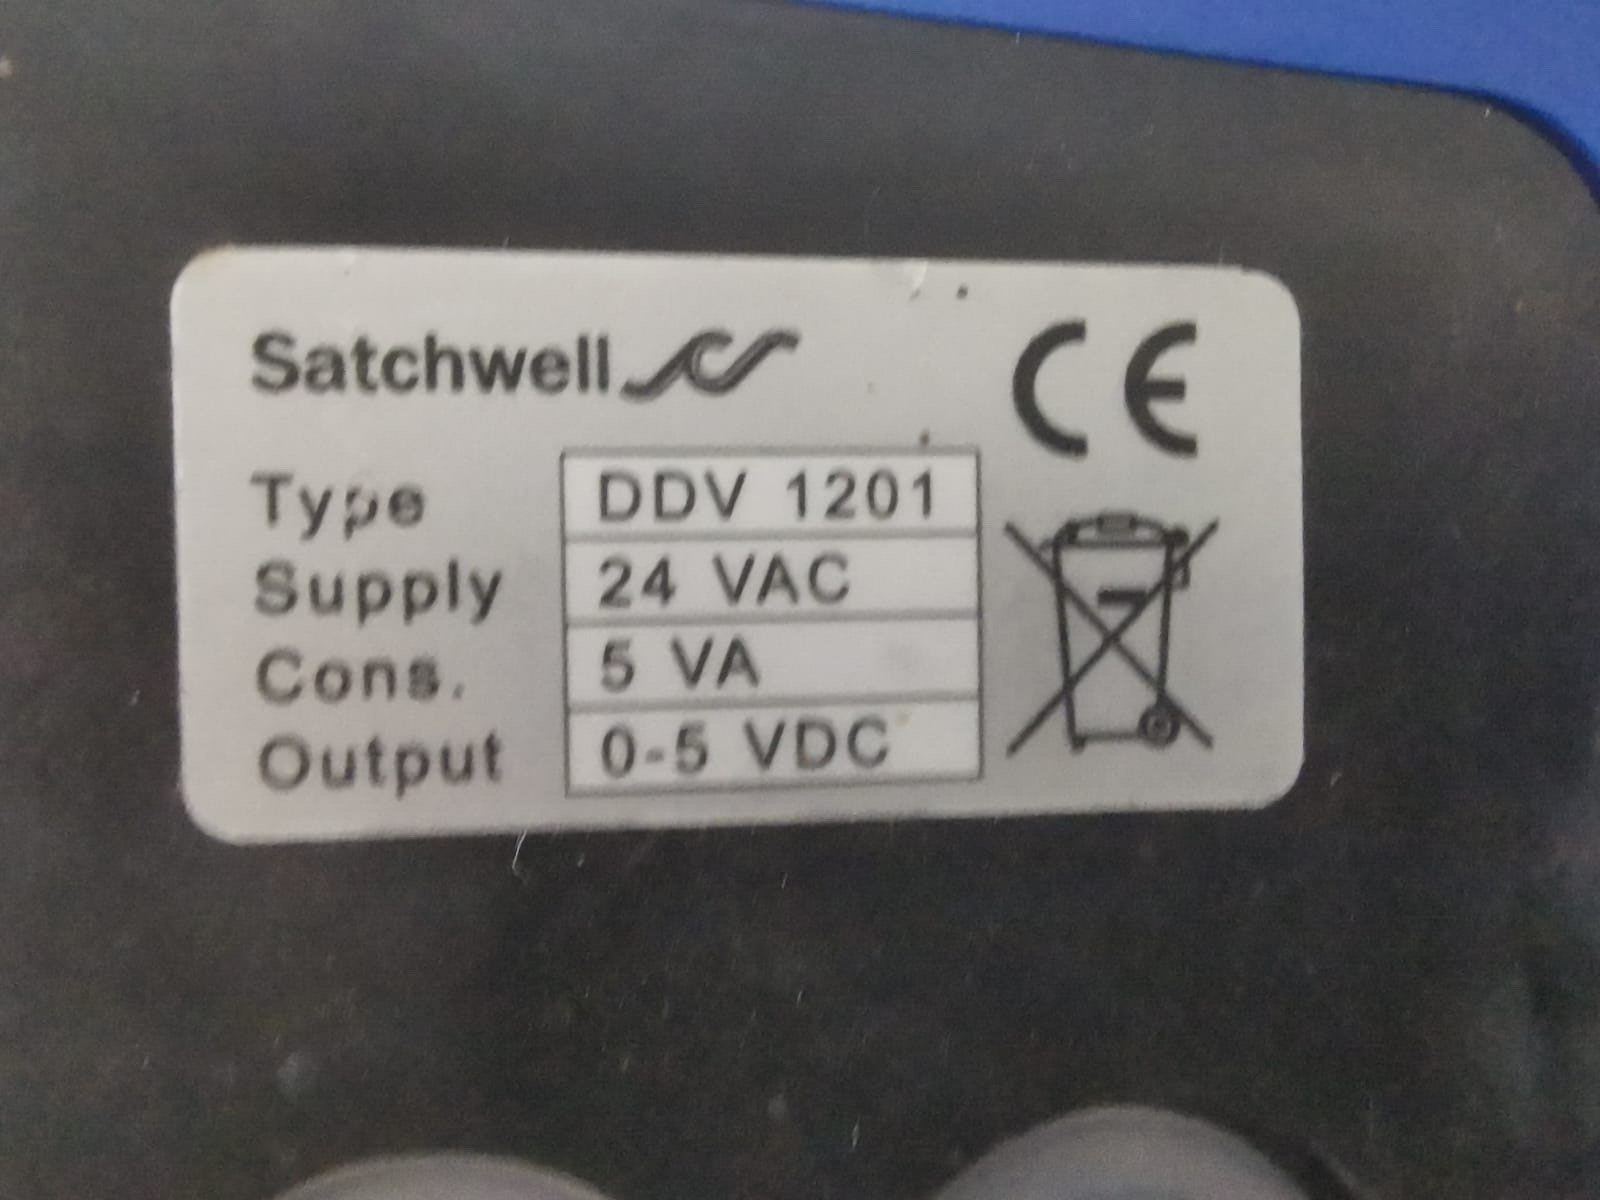 Satchwell
CE
Type DDV 1201
Supply 24 VAC
Cons. 5 VA
Output 0-5 VDC